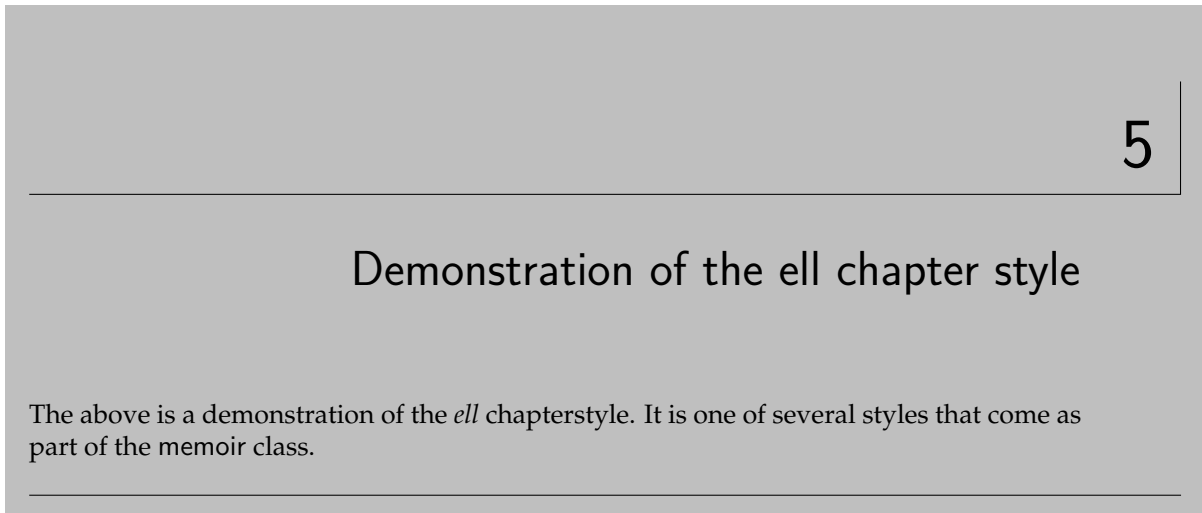 5
Demonstration of the ell chapter style
The above is a demonstration of the ell chapterstyle. It is one of several styles that come as
part of the memoir class.